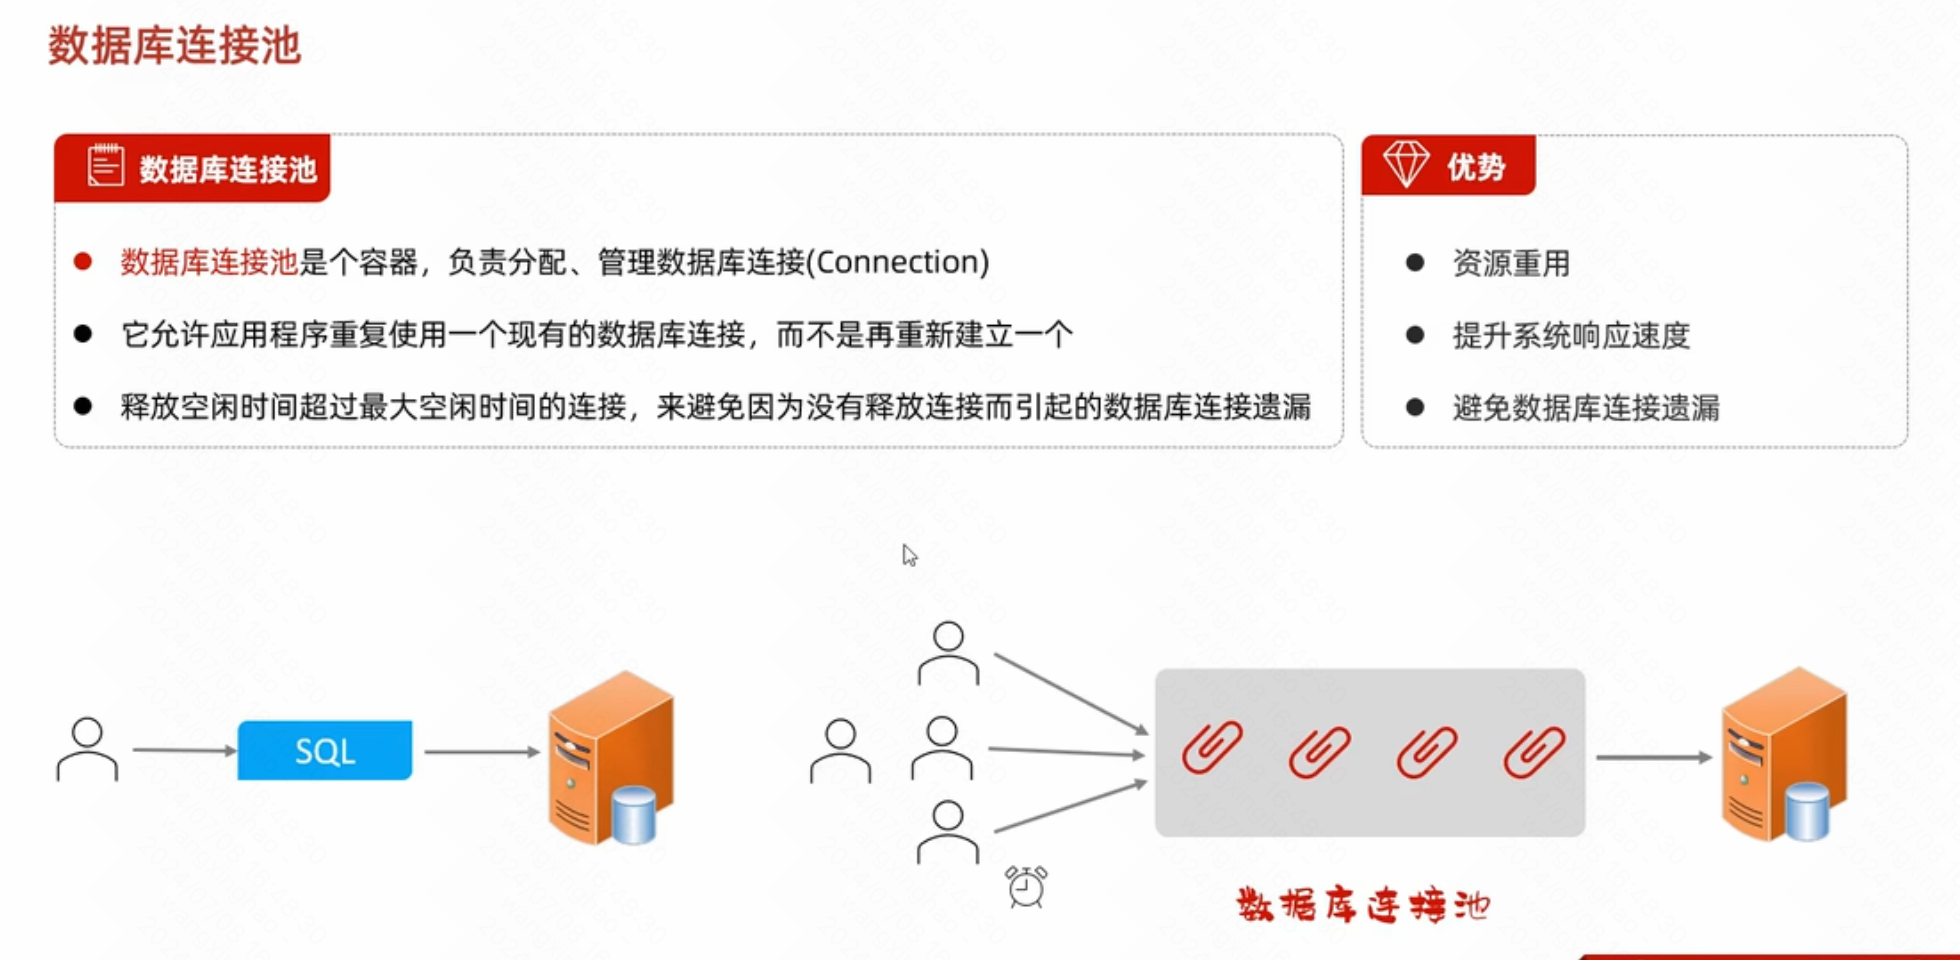 数据库连接池
数据库连接池
数据库连接池是个容器，负责分配、管理数据库连接(Connection)
它允许应用程序重复使用一个现有的数据库连接，而不是再重新建立一个
释放空闲时间超过最大空闲时间的连接，来避免因为没有释放连接而引起的数据库连接遗漏
优势
资源重用
提升系统响应速度
避免数据库连接遗漏
SQL
数据库连接池